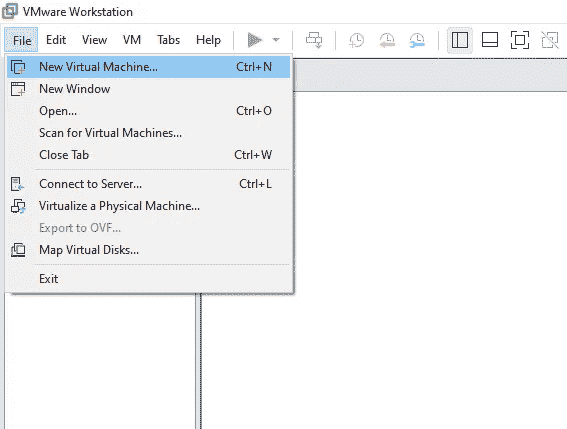 VMware Workstation
File Edit View VM Tabs Help
New Virtual Machine... Ctrl+N
New Window
Open... Ctrl+O
Scan for Virtual Machines...
Close Tab Ctrl+W
Connect to Server... Ctrl+L
Virtualize a Physical Machine...
Export to OVF...
Map Virtual Disks...
Exit